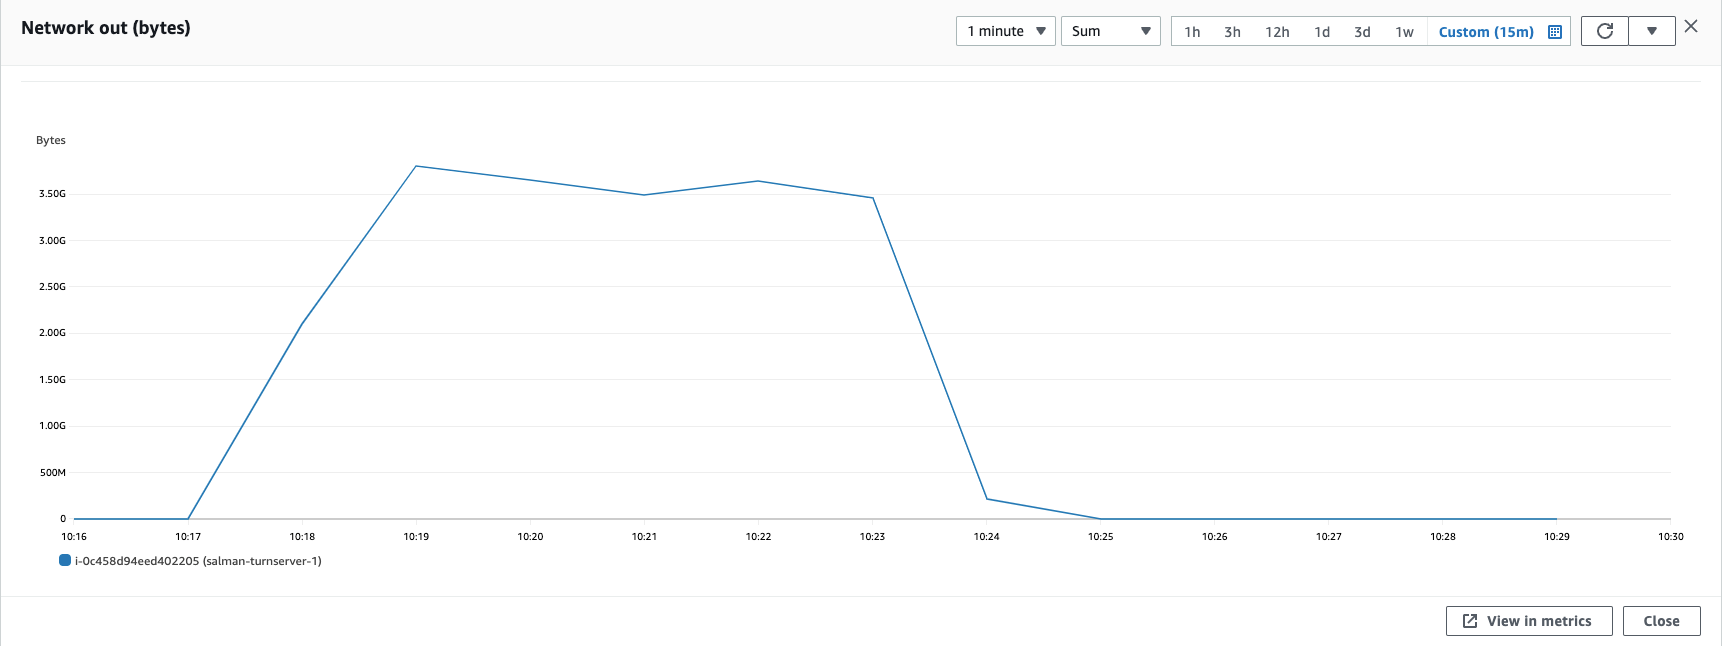 Network out (bytes)
1 minute Sum 1h 3h 12h 1d 3d 1w Custom (15m)
Bytes
3.50G
3.00G
2.50G
2.00G
1.50G
1.00G
500M
0
10:16 10:17 10:18 10:19 10:20 10:21 10:22 10:23 10:24 10:25 10:26 10:27 10:28 10:29 10:30
i-0c458d94eed402205 (salman-turnserver-1)
View in metrics Close